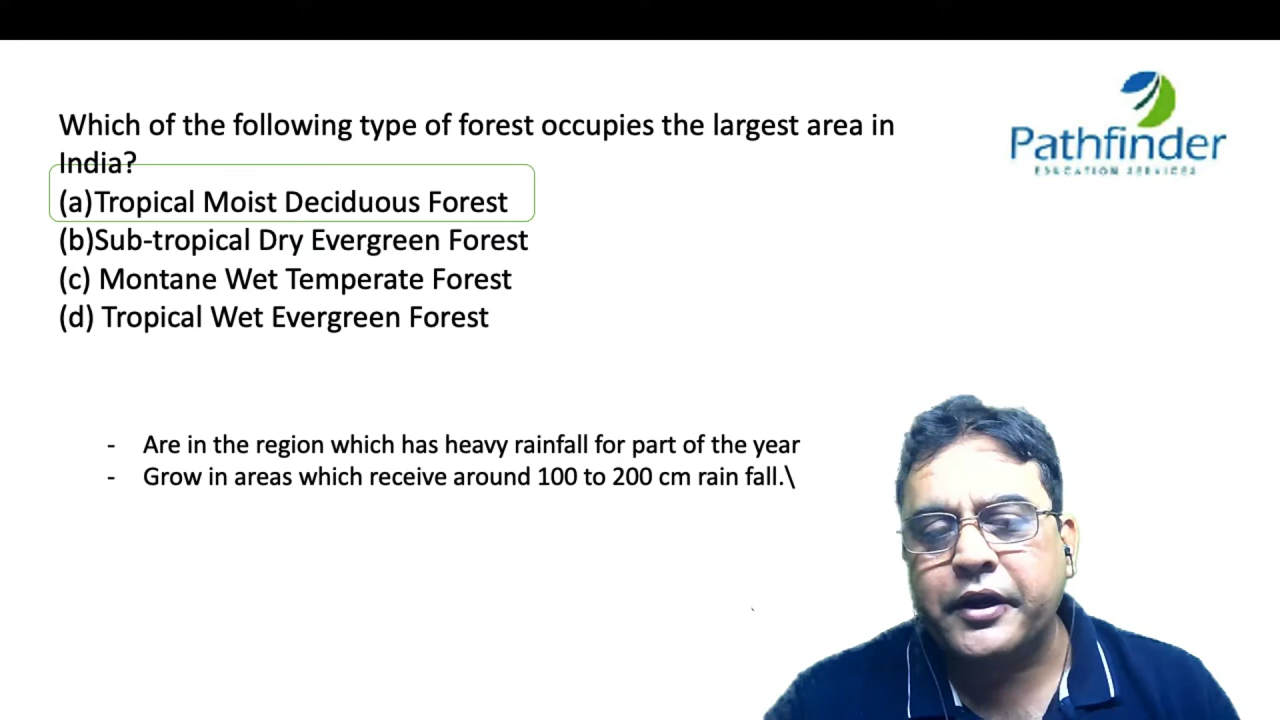 Which of the following type of forest occupies the largest area in
India?
(a)Tropical Moist Deciduous Forest
(b)Sub-tropical Dry Evergreen Forest
(c) Montane Wet Temperate Forest
(d) Tropical Wet Evergreen Forest
Pathfinder
EDUCATION SERVICES
- Are in the region which has heavy rainfall for part of the year
- Grow in areas which receive around 100 to 200 cm rain fall.\